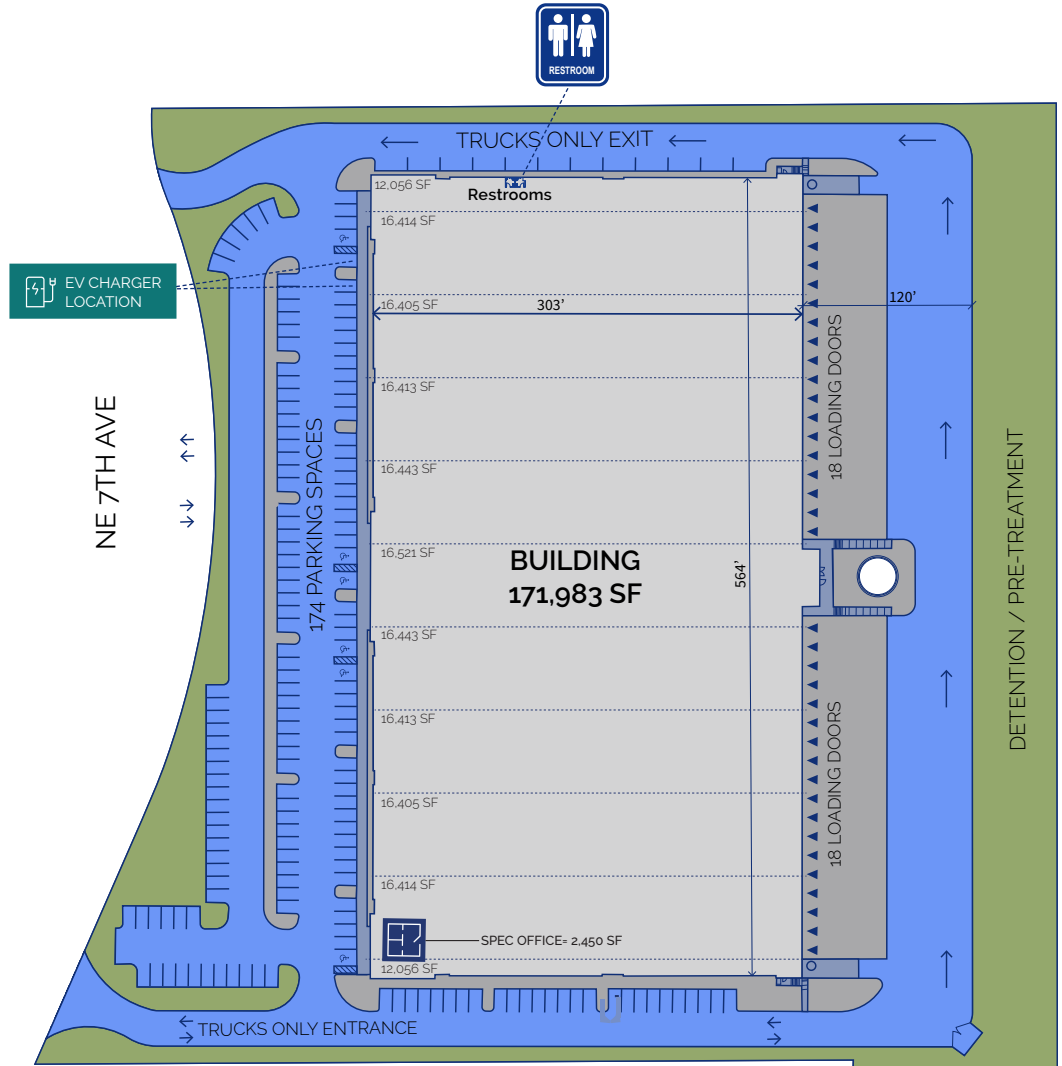 RESTROOM
TRUCKS ONLY EXIT
12,056 SF
Restrooms
16,414 SF
EV CHARGER
LOCATION
16,405 SF
303'
120'
16,413 SF
18 LOADING DOORS
NE 7TH AVE
174 PARKING SPACES
16,443 SF
DETENTION / PRE-TREATMENT
16,521 SF
BUILDING
171,983 SF
564'
16,443 SF
16,413 SF
18 LOADING DOORS
16,405 SF
16,414 SF
SPEC OFFICE= 2,450 SF
12,056 SF
TRUCKS ONLY ENTRANCE